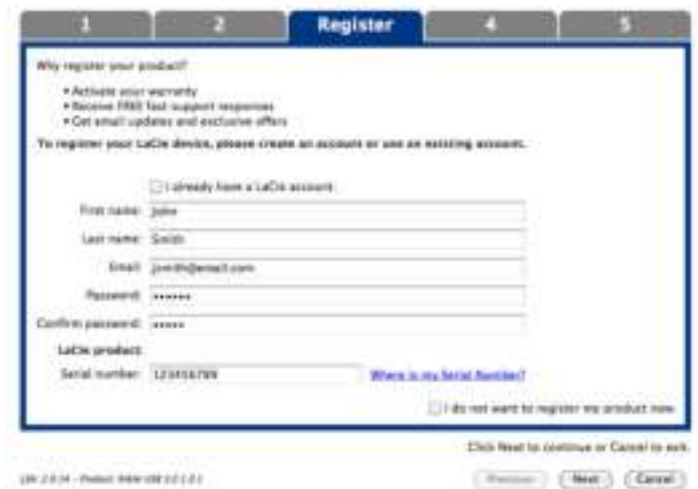 1 2 Register 4 5
Why register your product?
• Activate your warranty
• Receive FREE fast support responses
• Get email updates and exclusive offers
To register your LaCie device, please create an account or use an existing account.
I already have a LaCie account
First name: John
Last name: Smith
Email: jsmith@email.com
Password: ••••••
Confirm password: •••••
LaCie product
Serial number: 123456789 Where is my Serial Number?
I do not want to register my product now
Click Next to continue or Cancel to exit.
Product:
Previous Next Cancel